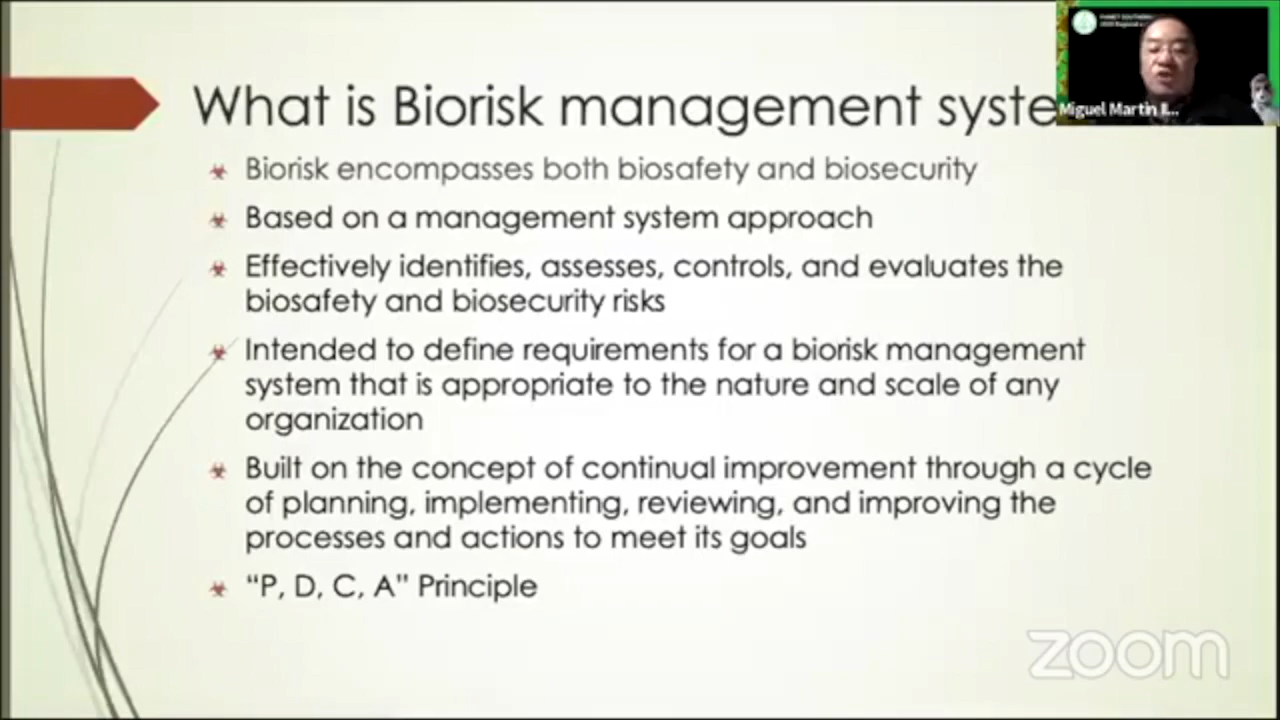 What is Biorisk management syste
Miguel Martin I...
Biorisk encompasses both biosafety and biosecurity
Based on a management system approach
Effectively identifies, assesses, controls, and evaluates the
biosafety and biosecurity risks
Intended to define requirements for a biorisk management
system that is appropriate to the nature and scale of any
organization
Built on the concept of continual improvement through a cycle
of planning, implementing, reviewing, and improving the
processes and actions to meet its goals
“P, D, C, A” Principle
zoom